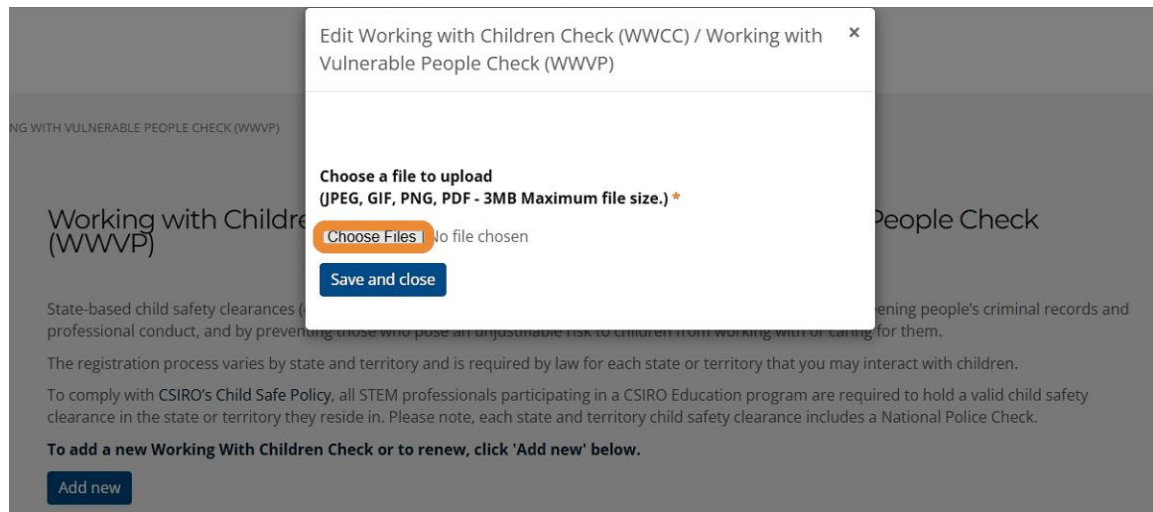 Edit Working with Children Check (WWCC) / Working with ×
Vulnerable People Check (WWVP)
NG WITH VULNERABLE PEOPLE CHECK (WWVP)
Choose a file to upload
(JPEG, GIF, PNG, PDF - 3MB Maximum file size.) *
Choose Files No file chosen
Save and close
Working with Childre People Check
(WWVP)
State-based child safety clearances ( ening people's criminal records and
professional conduct, and by preventing those who pose an unjustifiable risk to children from working with or caring for them.
The registration process varies by state and territory and is required by law for each state or territory that you may interact with children.
To comply with CSIRO's Child Safe Policy, all STEM professionals participating in a CSIRO Education program are required to hold a valid child safety
clearance in the state or territory they reside in. Please note, each state and territory child safety clearance includes a National Police Check.
To add a new Working With Children Check or to renew, click 'Add new' below.
Add new